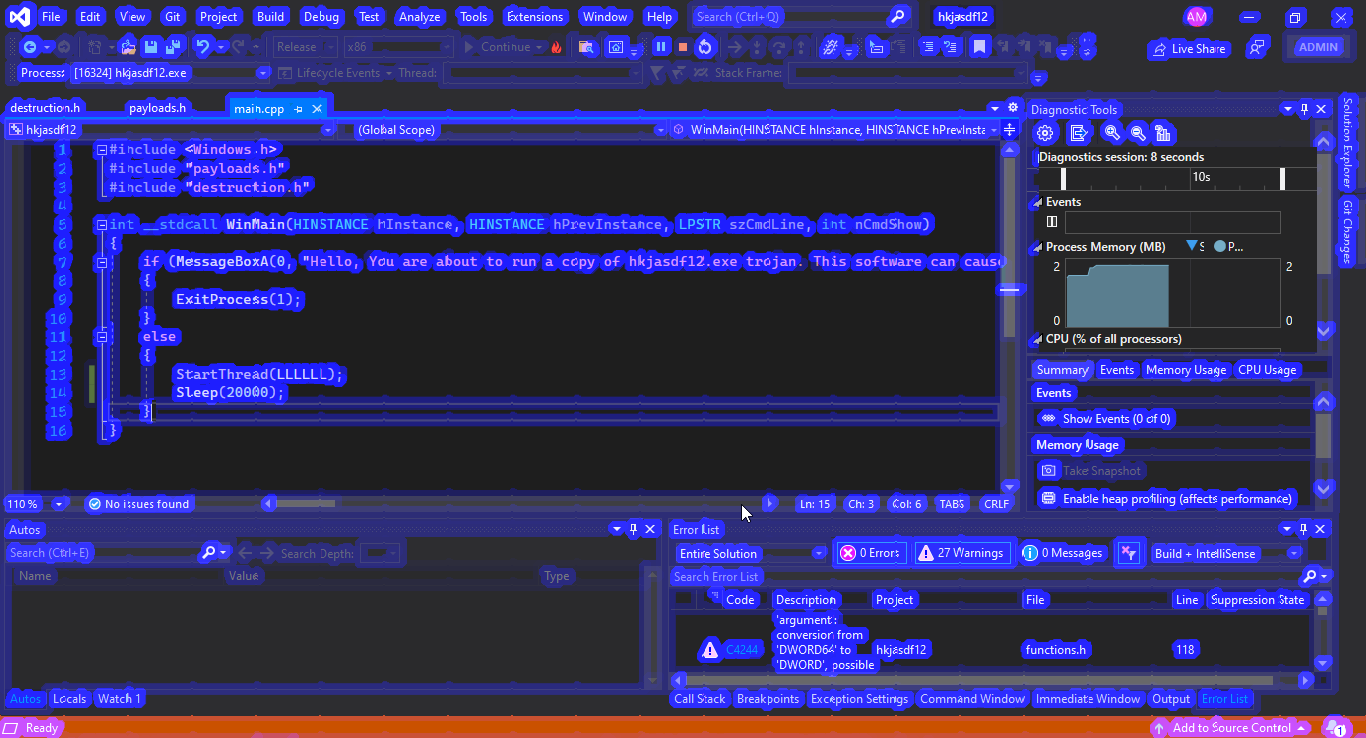 File Edit View Git Project Build Debug Test Analyze Tools Extensions Window Help Search (Ctrl+Q) hkjasdf12 AM
Release x86 Continue Live Share ADMIN
Process: [16324] hkjasdf12.exe Lifecycle Events Thread: Stack Frame:
destruction.h payloads.h main.cpp
hkjasdf12 (Global Scope) WinMain(HINSTANCE hInstance, HINSTANCE hPrevInsta
1 #include <Windows.h>
2 #include "payloads.h"
3 #include "destruction.h"
4
5 int __stdcall WinMain(HINSTANCE hInstance, HINSTANCE hPrevInstance, LPSTR szCmdLine, int nCmdShow)
6 {
7 if (MessageBoxA(0, "Hello, You are about to run a copy of hkjasdf12.exe trojan. This software can caus
8 {
9 ExitProcess(1);
10 }
11 else
12 {
13 StartThread(LLLLLL);
14 Sleep(20000);
15 }
16 }
110 % No issues found Ln: 15 Ch: 3 Col: 6 TABS CRLF
Diagnostic Tools
Diagnostics session: 8 seconds
10s
Events
Process Memory (MB) S P...
2 2
0 0
CPU (% of all processors)
Summary Events Memory Usage CPU Usage
Events
Show Events (0 of 0)
Memory Usage
Take Snapshot
Enable heap profiling (affects performance)
Solution Explorer
Git Changes
Autos
Search (Ctrl+E) Search Depth:
Name Value Type
Autos Locals Watch 1
Error List
Entire Solution 0 Errors 27 Warnings 0 Messages Build + IntelliSense
Search Error List
Code Description Project File Line Suppression State
'argument':
conversion from
C4244 'DWORD64' to hkjasdf12 functions.h 118
'DWORD', possible
Call Stack Breakpoints Exception Settings Command Window Immediate Window Output Error List
Ready Add to Source Control 1